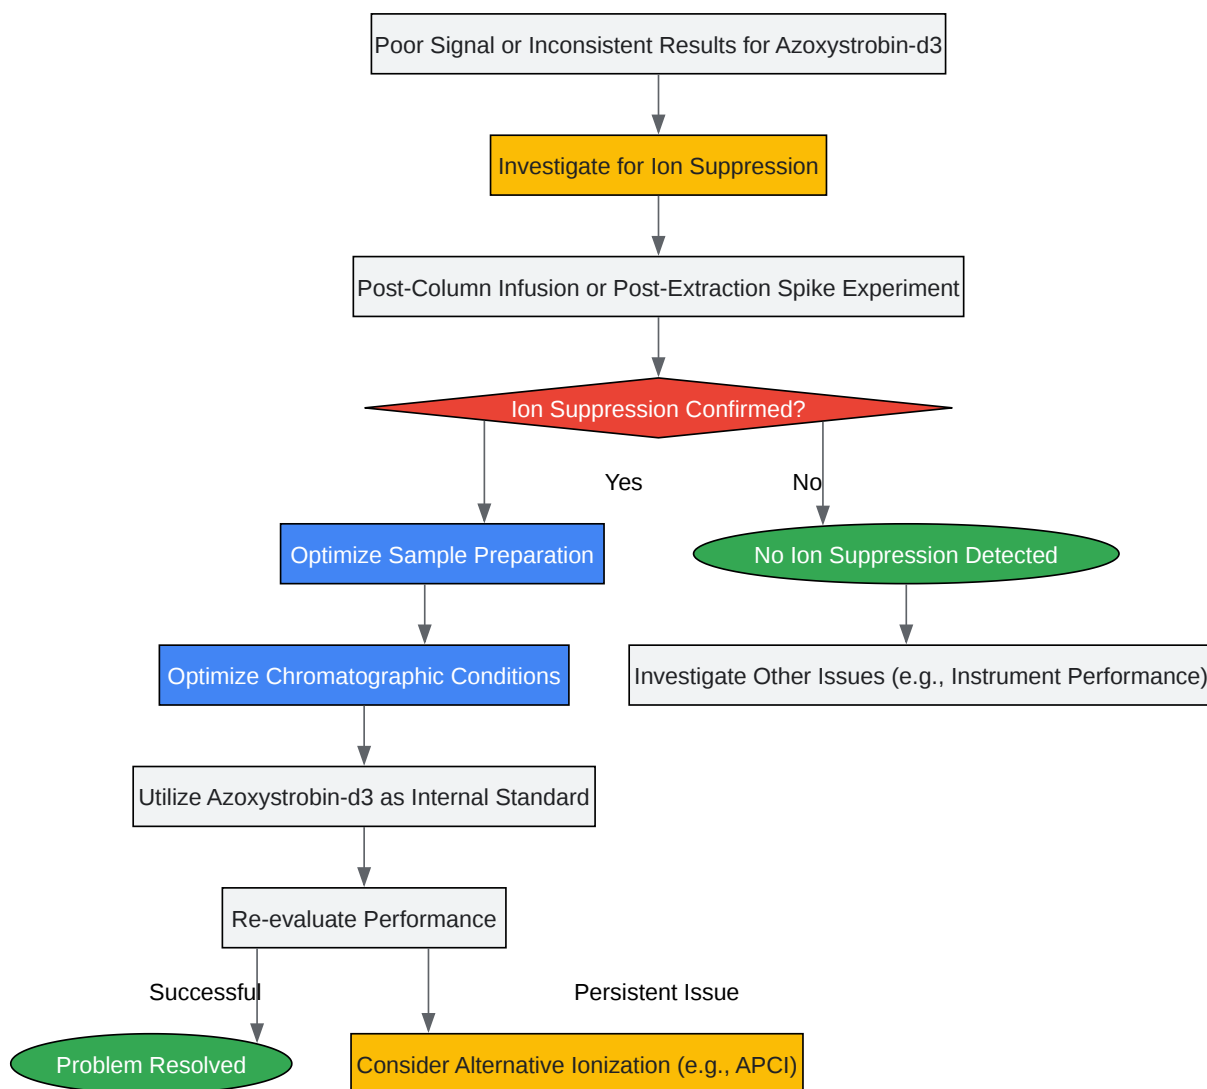 Poor Signal or Inconsistent Results for Azoxystrobin-d3
Investigate for Ion Suppression
Post-Column Infusion or Post-Extraction Spike Experiment
Ion Suppression Confirmed?
Yes
No
Optimize Sample Preparation
No Ion Suppression Detected
Optimize Chromatographic Conditions
Investigate Other Issues (e.g., Instrument Performance)
Utilize Azoxystrobin-d3 as Internal Standard
Re-evaluate Performance
Successful
Persistent Issue
Problem Resolved
Consider Alternative Ionization (e.g., APCI)